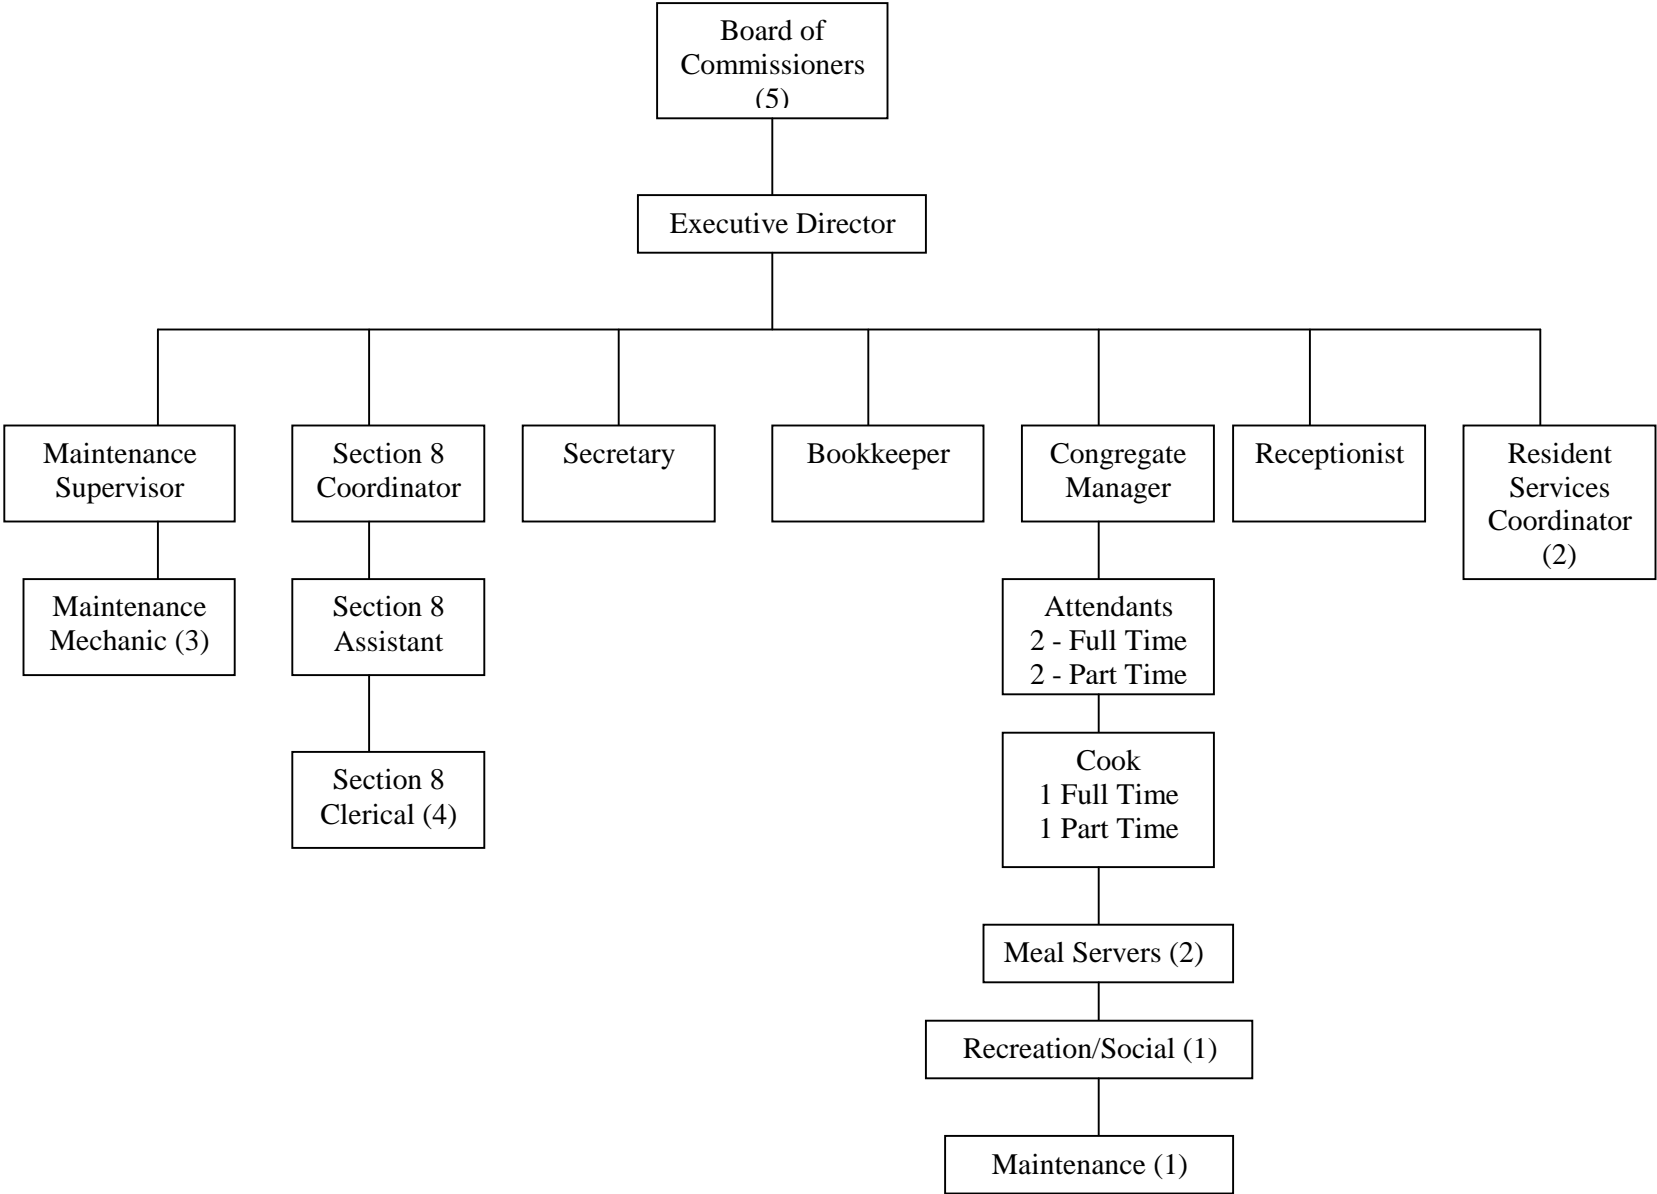 Board of
Commissioners
(5)
Executive Director
Maintenance
Supervisor
Section 8
Coordinator
Secretary
Bookkeeper
Congregate
Manager
Receptionist
Resident
Services
Coordinator
(2)
Maintenance
Mechanic (3)
Section 8
Assistant
Attendants
2 - Full Time
2 - Part Time
Section 8
Clerical (4)
Cook
1 Full Time
1 Part Time
Meal Servers (2)
Recreation/Social (1)
Maintenance (1)